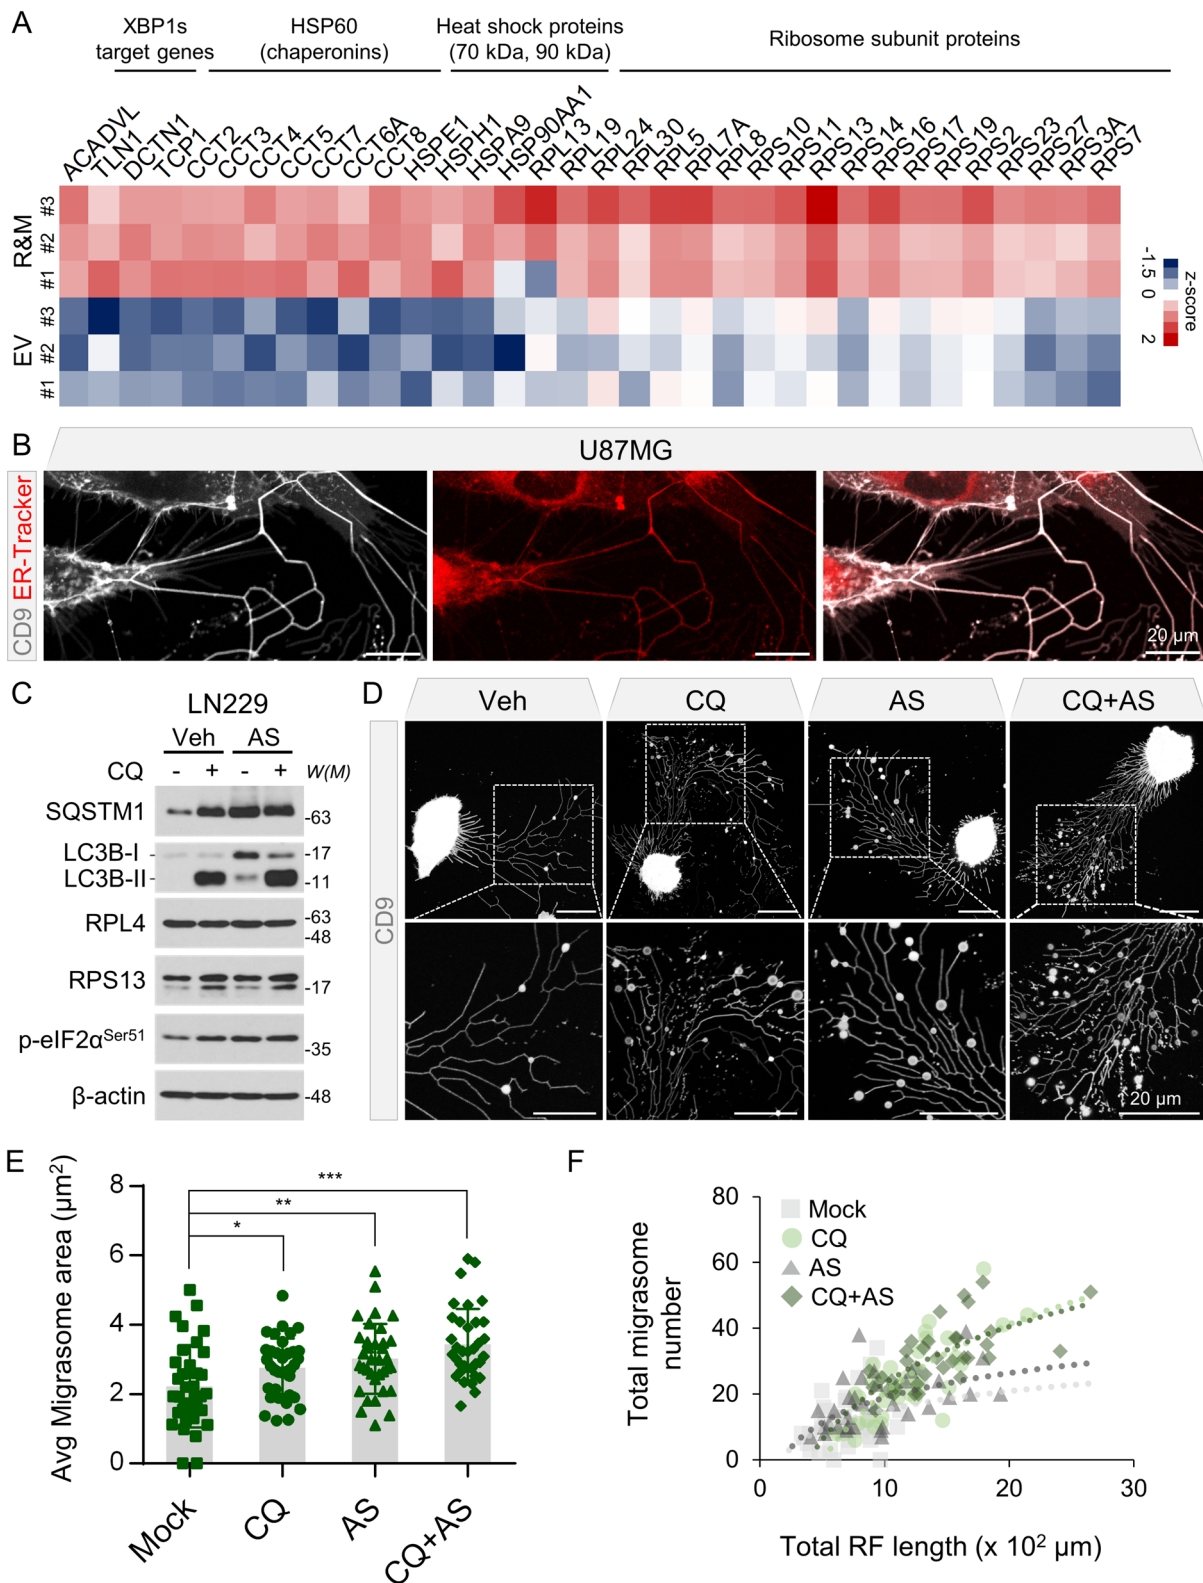 A
XBP1s
target genes
HSP60
(chaperonins)
Heat shock proteins
(70 kDa, 90 kDa)
Ribosome subunit proteins
ACADVL TLN1 DCTN1 TCP1 CCT2 CCT3 CCT4 CCT5 CCT7 CCT6A CCT8 HSPE1 HSPH1 HSPA9 HSP90AA1 RPL13 RPL19 RPL24 RPL30 RPL5 RPL7A RPL8 RPS10 RPS11 RPS13 RPS14 RPS16 RPS17 RPS19 RPS2 RPS23 RPS27 RPS3A RPS7
R&M
#3
#2
#1
EV
#3
#2
#1
-1.5 0 2
z-score
B
U87MG
CD9 ER-Tracker
20 µm
C
LN229
Veh AS
CQ - + - + W(M)
SQSTM1 -63
LC3B-I -17
LC3B-II -11
RPL4 -63
-48
RPS13 -17
p-eIF2α^Ser51 -35
β-actin -48
D
Veh CQ AS CQ+AS
CD9
20 µm
E
Avg Migrasome area (µm²)
8
6
4
2
0
***
**
*
Mock CQ AS CQ+AS
F
Total migrasome
number
80
60
40
20
0
Mock
CQ
AS
CQ+AS
0 10 20 30
Total RF length (x 10² µm)